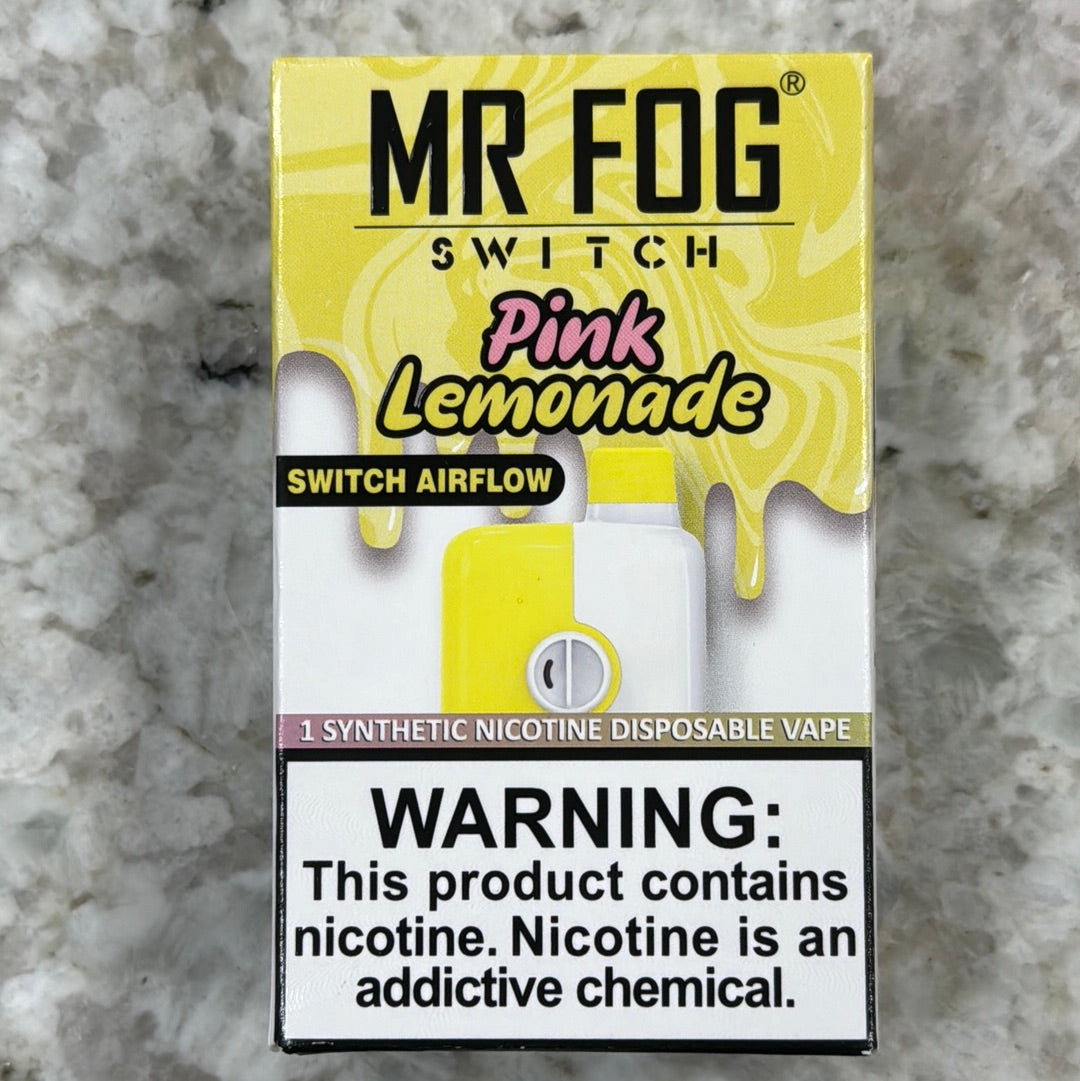 MR FOG®
SWITCH
Pink
Lemonade
SWITCH AIRFLOW
1 SYNTHETIC NICOTINE DISPOSABLE VAPE
WARNING:
This product contains
nicotine. Nicotine is an
addictive chemical.